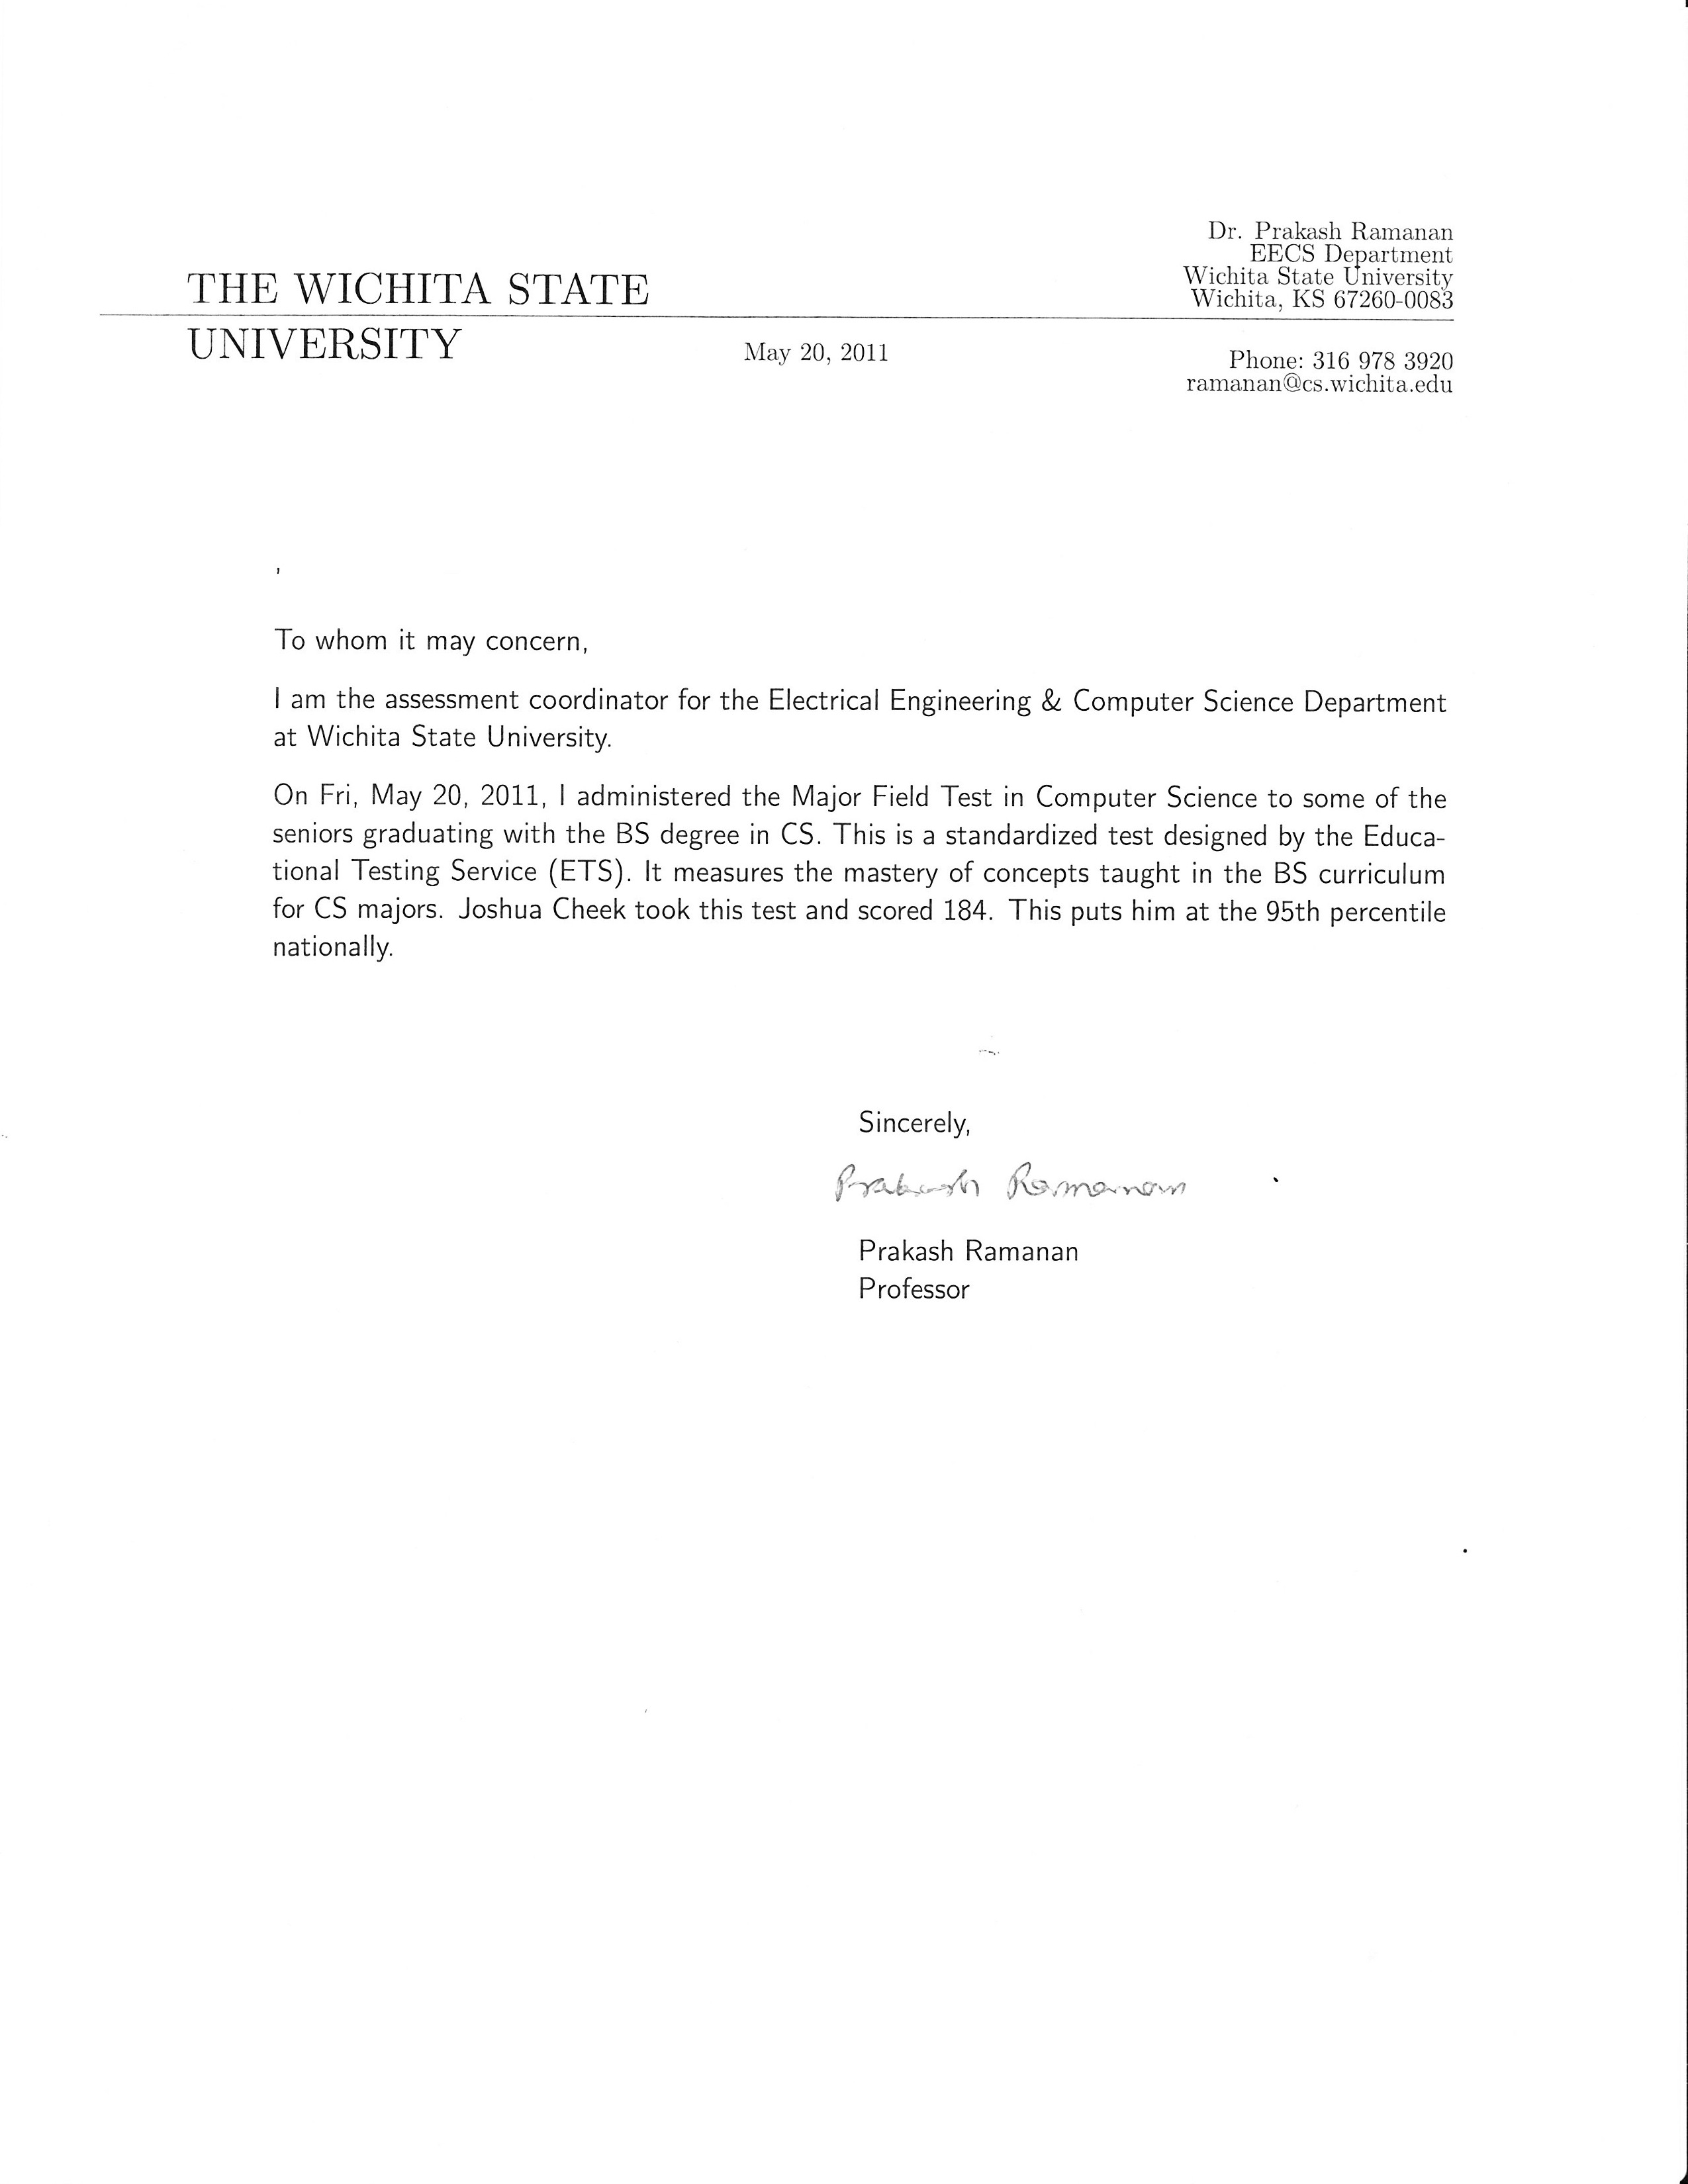 Dr. Prakash Ramanan
EECS Department
Wichita State University
Wichita, KS 67260-0083
THE WICHITA STATE
UNIVERSITY
May 20, 2011
Phone: 316 978 3920
ramanan@cs.wichita.edu
To whom it may concern,
I am the assessment coordinator for the Electrical Engineering & Computer Science Department
at Wichita State University.
On Fri, May 20, 2011, I administered the Major Field Test in Computer Science to some of the
seniors graduating with the BS degree in CS. This is a standardized test designed by the Educa-
tional Testing Service (ETS). It measures the mastery of concepts taught in the BS curriculum
for CS majors. Joshua Cheek took this test and scored 184. This puts him at the 95th percentile
nationally.
Sincerely,
Prakash Ramanan
Prakash Ramanan
Professor